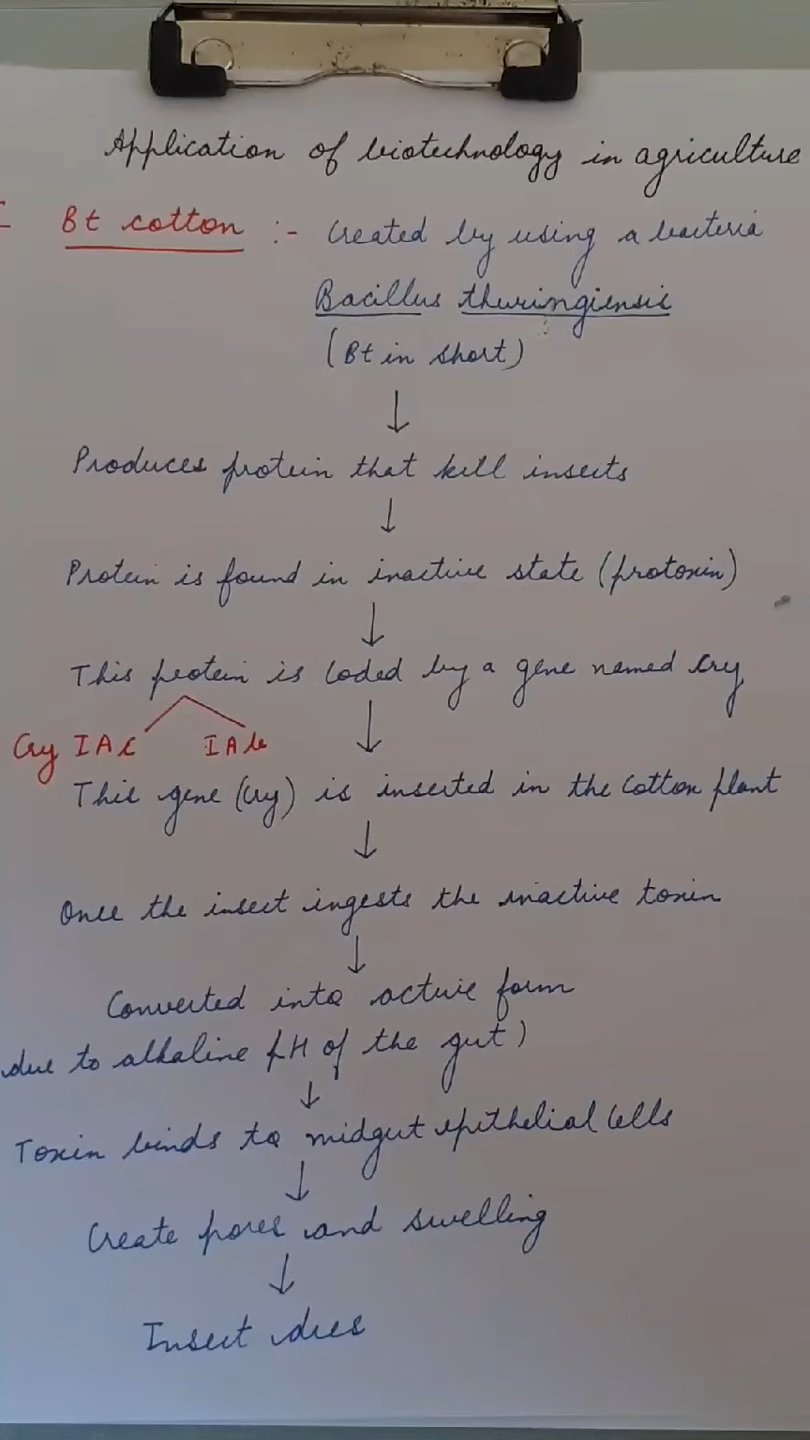 Application of biotechnology in agriculture
I Bt cotton :- Created by using a bacteria
Bacillus thuringiensis
(Bt in short)
↓
Produces protein that kill insects
↓
Protein is found in inactive state (protoxin)
↓
This protein is coded by a gene named cry
Cry IAc IAb
↓
This gene (cry) is inserted in the cotton plant
↓
Once the insect ingests the inactive toxin
↓
Converted into active form
due to alkaline pH of the gut)
↓
Toxin binds to midgut epithelial cells
↓
Create pores and swelling
↓
Insect dies